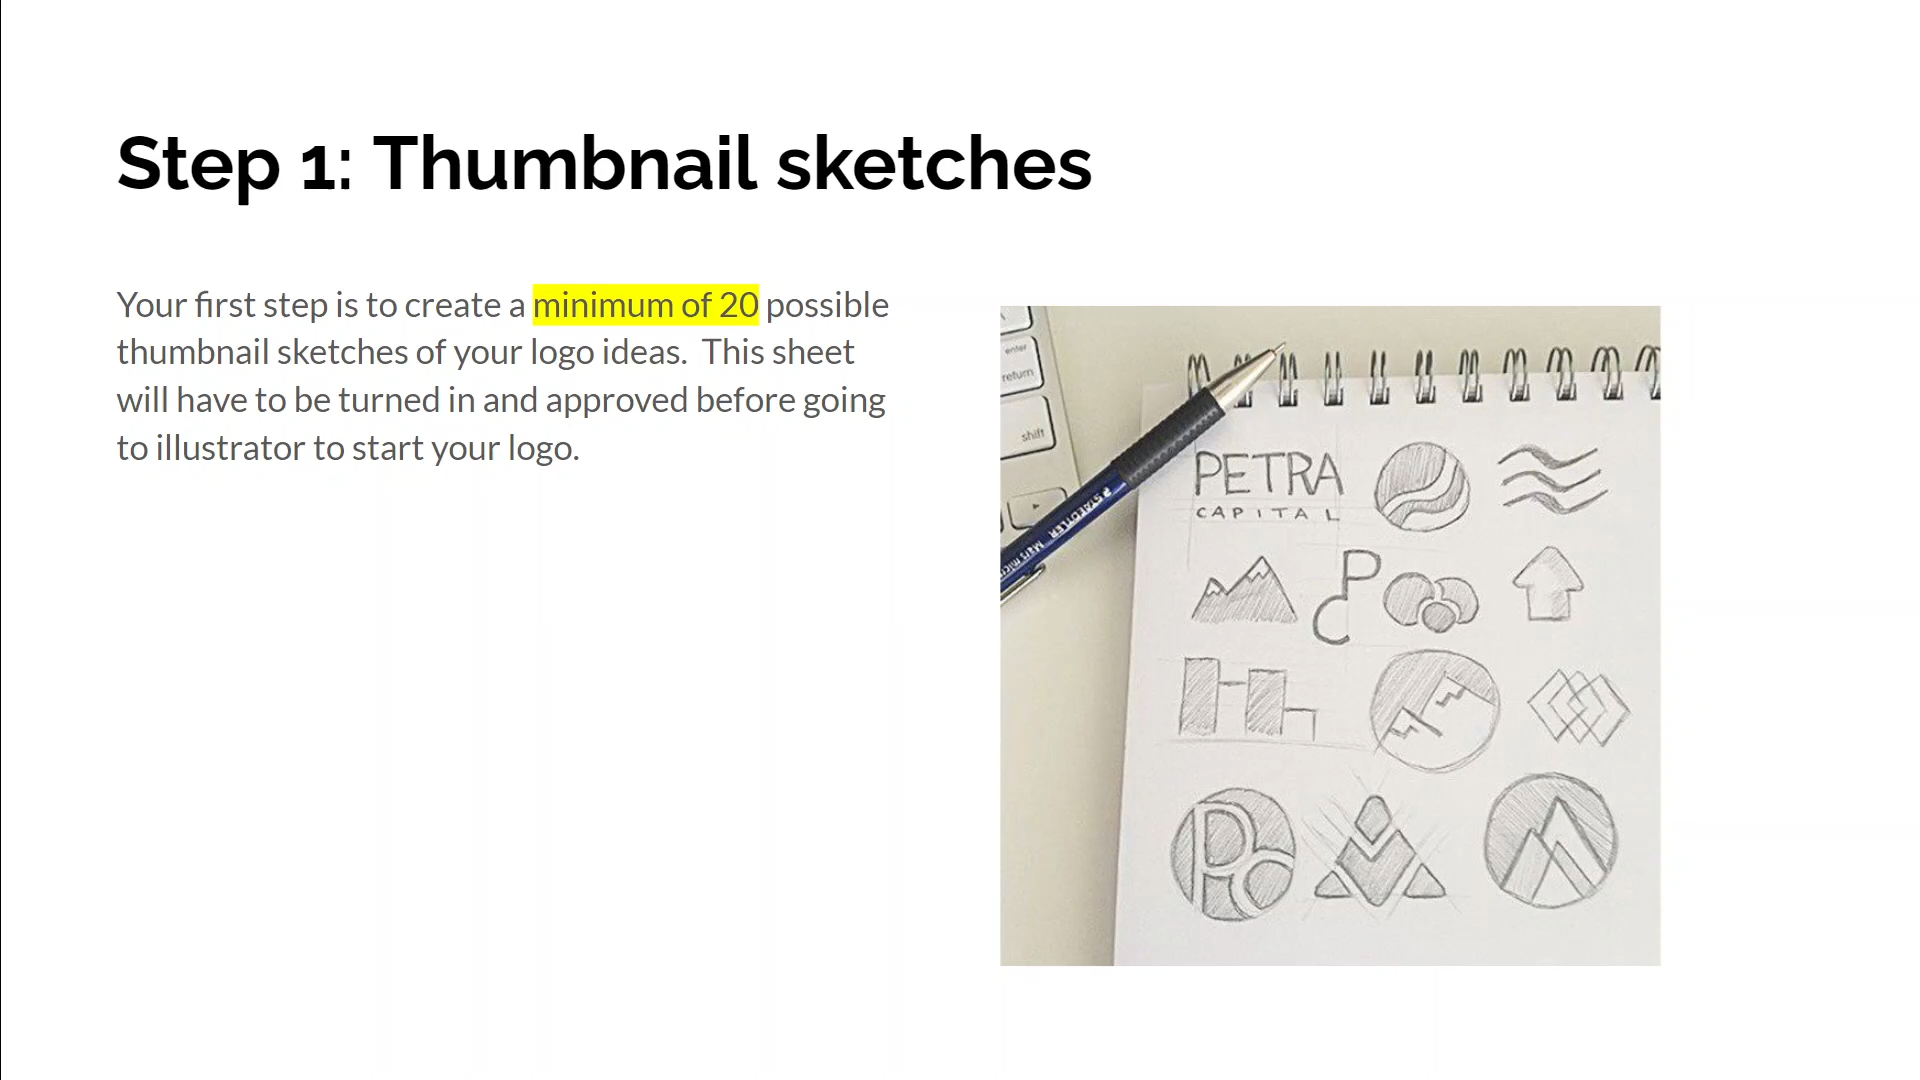 Step 1: Thumbnail sketches
Your first step is to create a minimum of 20 possible
thumbnail sketches of your logo ideas.  This sheet
will have to be turned in and approved before going
to illustrator to start your logo.
enter
return
shift
STAEDTLER
PETRA
CAPITAL
PC
PC